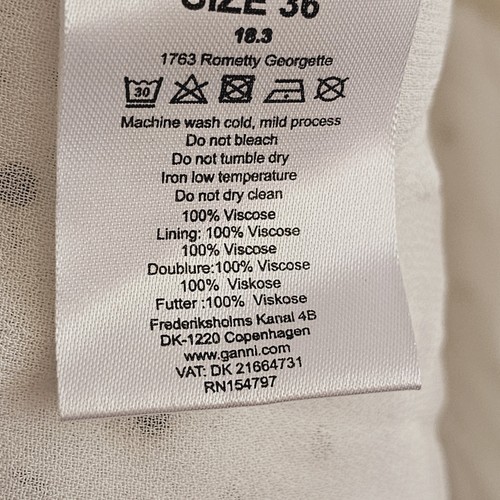 SIZE 36
18.3
1763 Rometty Georgette
30
Machine wash cold, mild process
Do not bleach
Do not tumble dry
Iron low temperature
Do not dry clean
100% Viscose
Lining: 100% Viscose
100% Viscose
Doublure:100% Viscose
100% Viskose
Futter :100% Viskose
Frederiksholms Kanal 4B
DK-1220 Copenhagen
www.ganni.com
VAT: DK 21664731
RN154797